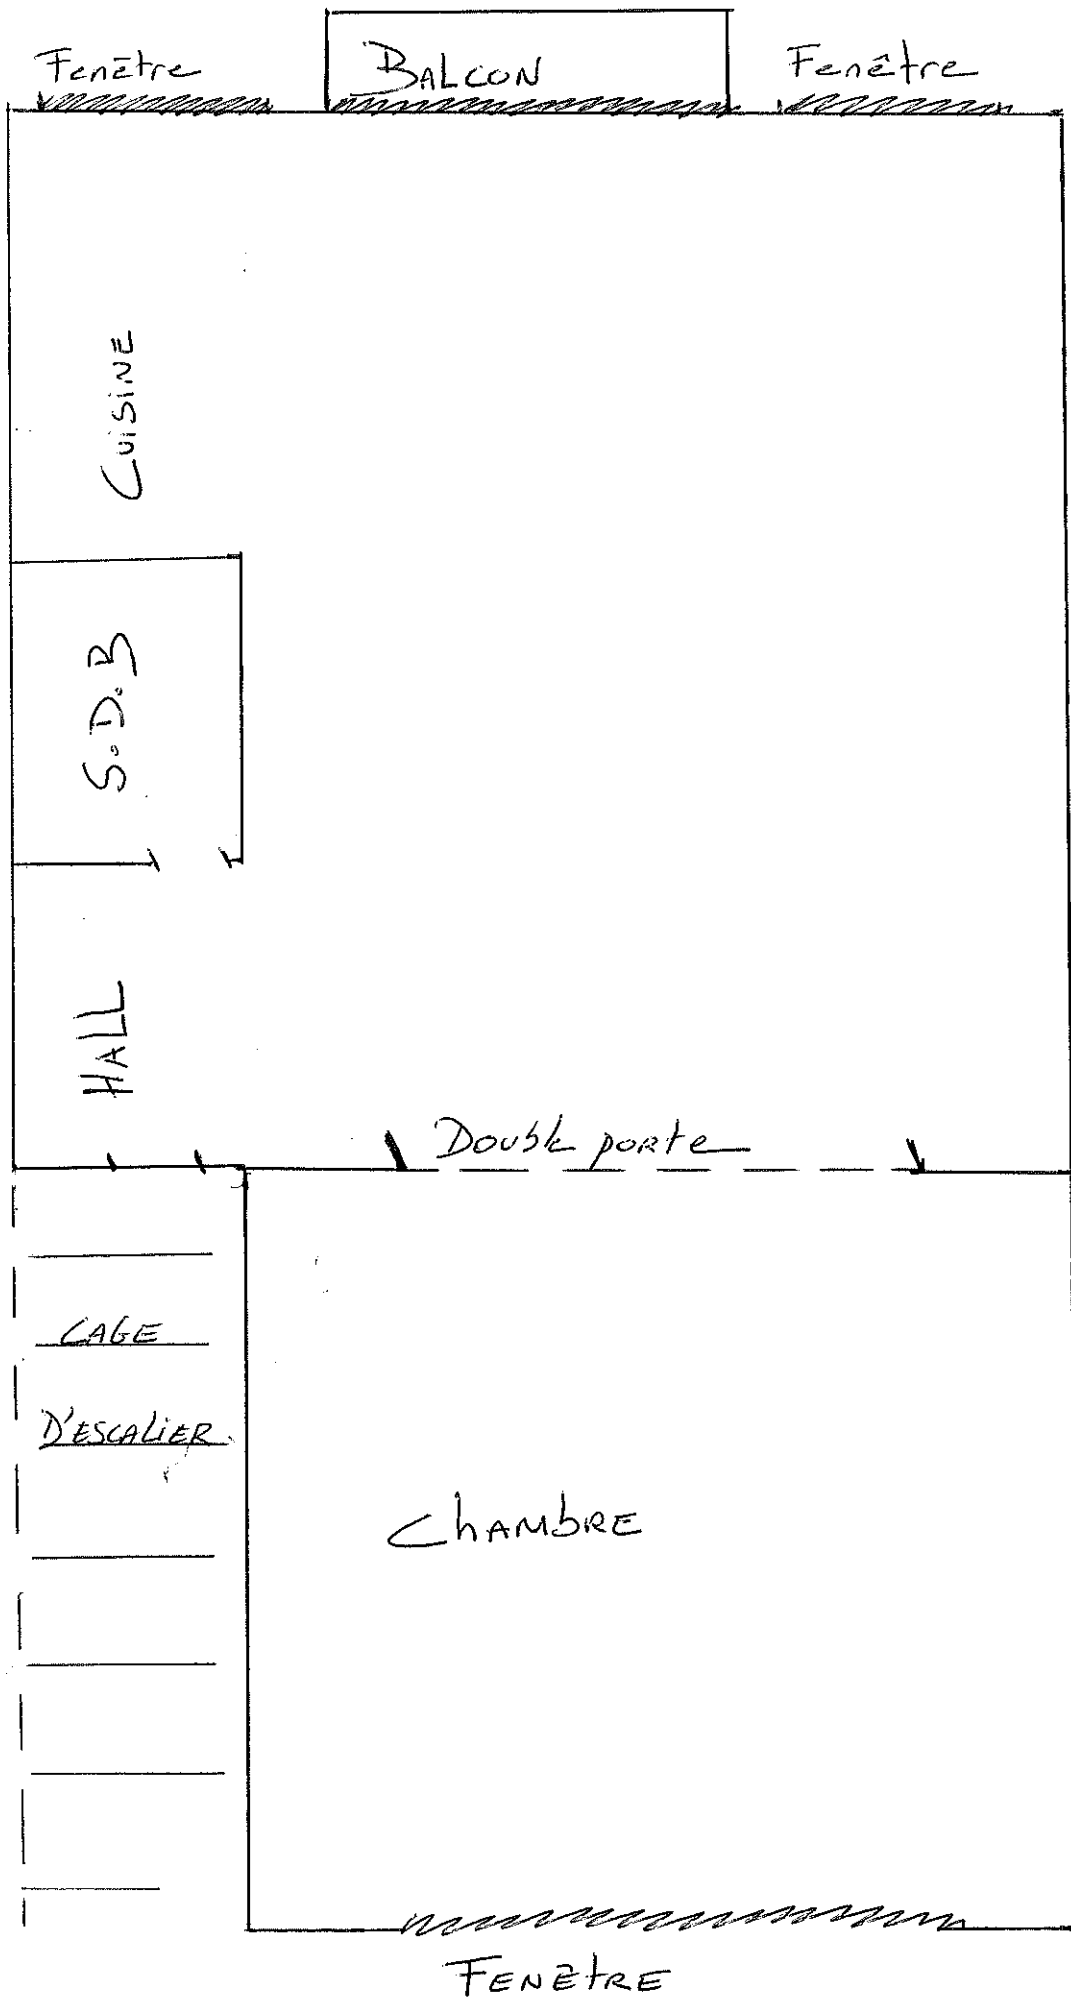 Fenêtre
BALCON
Fenêtre
CUISINE
S.D.B
HALL
Double porte
CAGE
D'ESCALIER
ChAMbRE
FENÊtRE